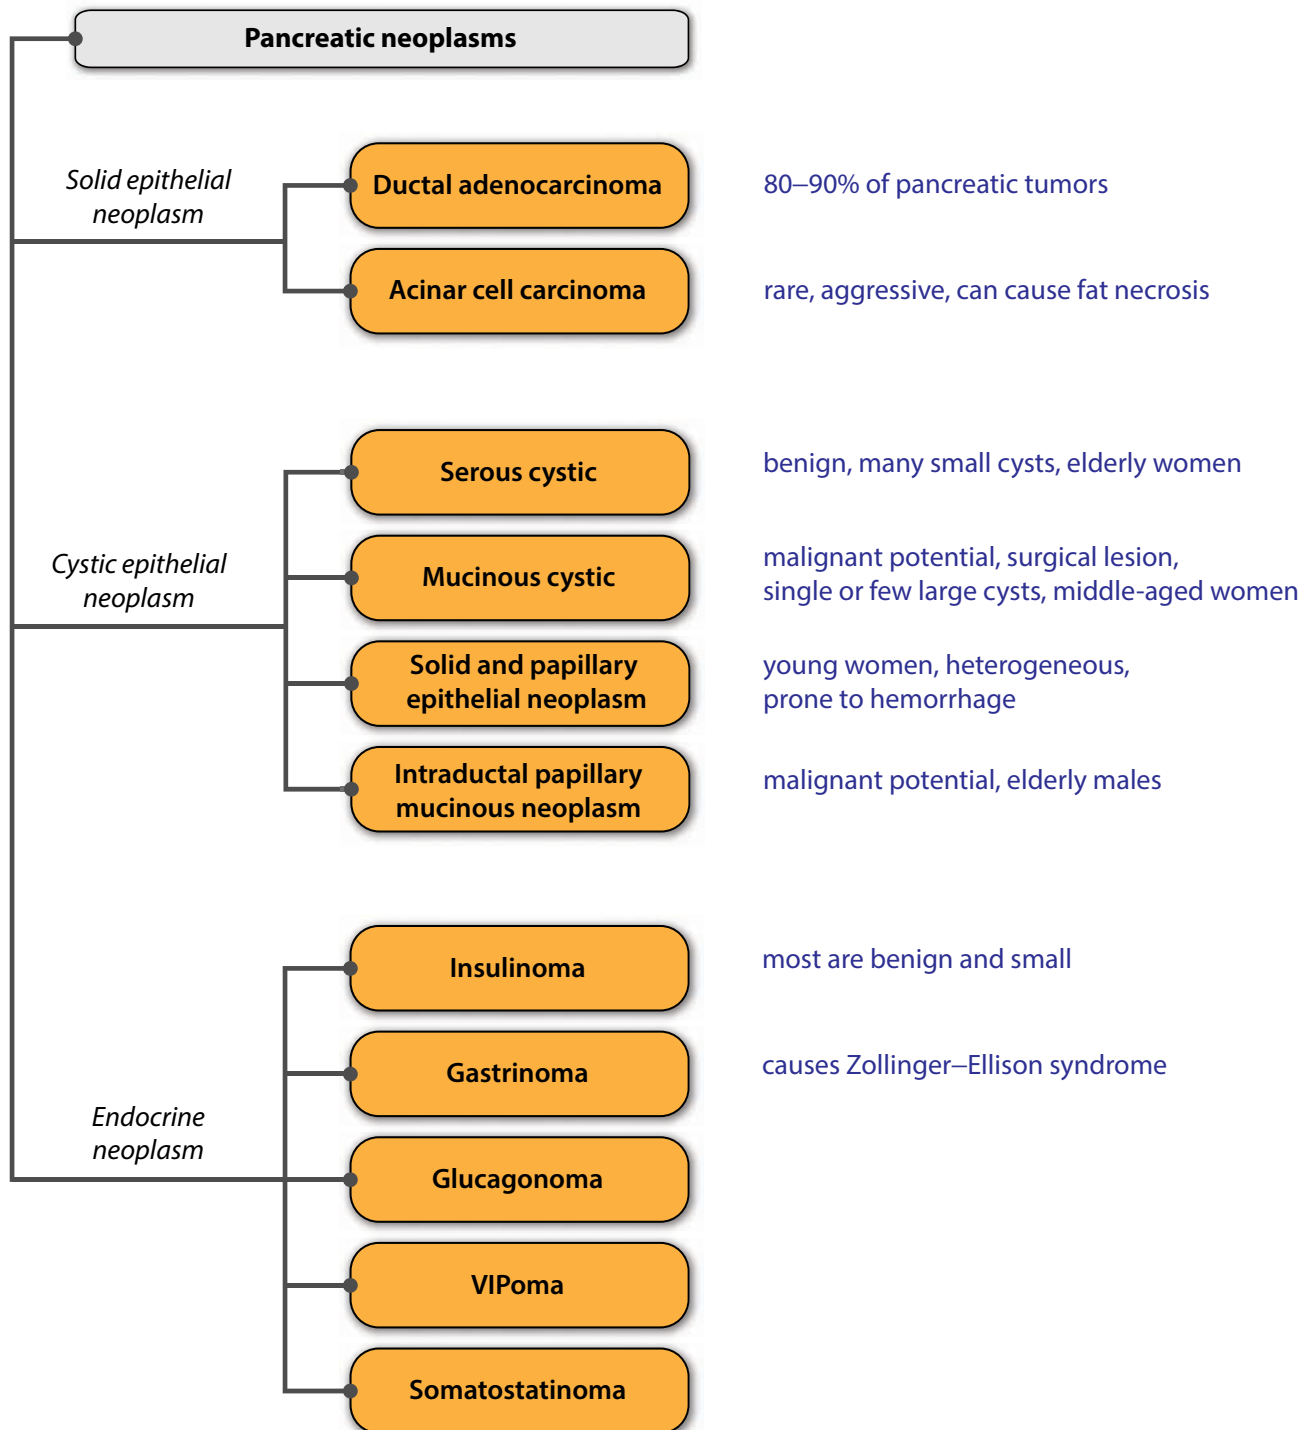 Pancreatic neoplasms
Solid epithelial
neoplasm
Ductal adenocarcinoma
80–90% of pancreatic tumors
Acinar cell carcinoma
rare, aggressive, can cause fat necrosis
Cystic epithelial
neoplasm
Serous cystic
benign, many small cysts, elderly women
Mucinous cystic
malignant potential, surgical lesion,
single or few large cysts, middle-aged women
Solid and papillary
epithelial neoplasm
young women, heterogeneous,
prone to hemorrhage
Intraductal papillary
mucinous neoplasm
malignant potential, elderly males
Endocrine
neoplasm
Insulinoma
most are benign and small
Gastrinoma
causes Zollinger–Ellison syndrome
Glucagonoma
VIPoma
Somatostatinoma